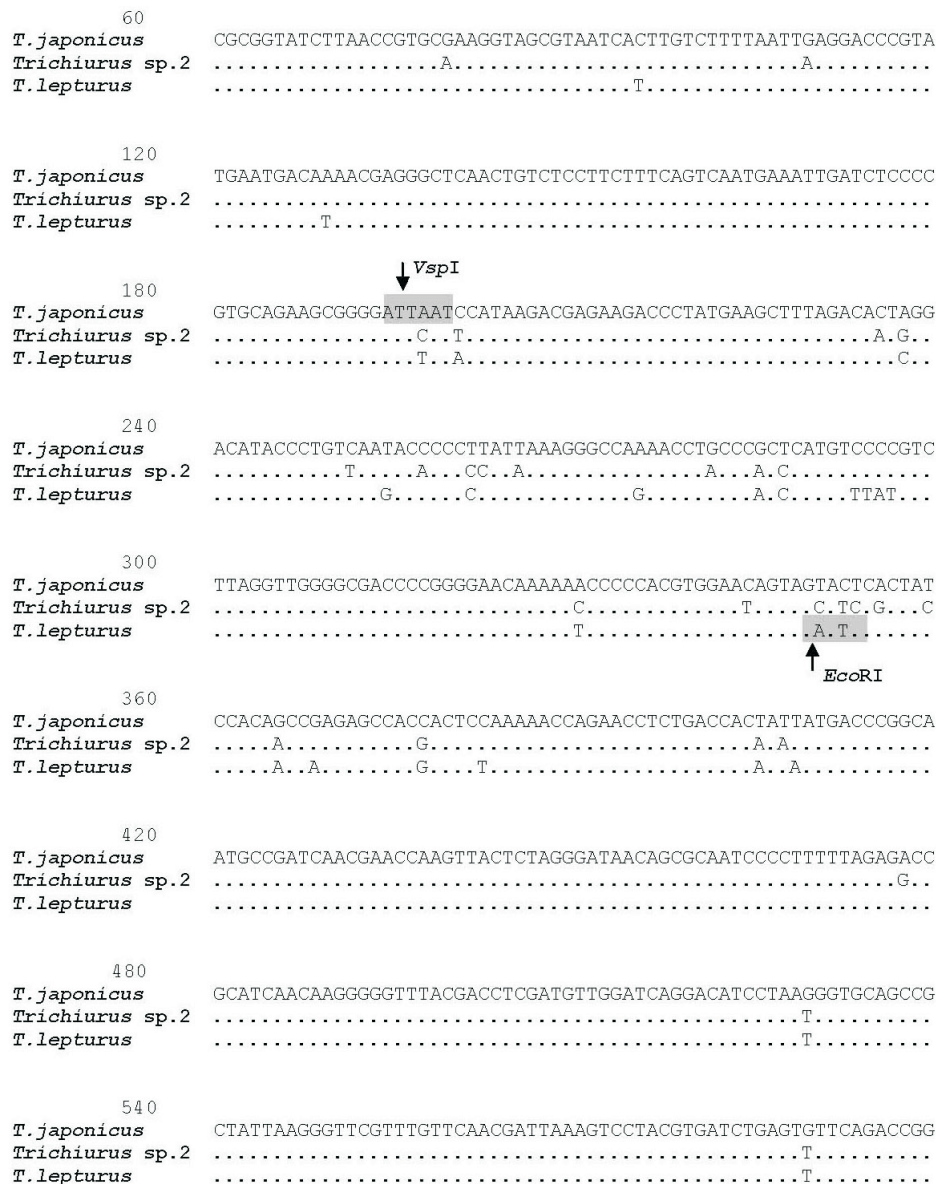 60
T.japonicus CGCGGTATCTTAACCGTGCGAAGGTAGCGTAATCACTTGTCTTTTAATTGAGGACCCGTA
Trichiurus sp.2 ...................A.............................A..........
T.lepturus ...................................T........................
120
T.japonicus TGAATGACAAAACGAGGGCTCAACTGTCTCCTTCTTTCAGTCAATGAAATTGATCTCCCC
Trichiurus sp.2 ............................................................
T.lepturus .........T..................................................
VspI
180
T.japonicus GTGCAGAAGCGGGGATTAATCCATAAGACGAGAAGACCCTATGAAGCTTTAGACACTAGG
Trichiurus sp.2 .................C..T..................................A.G..
T.lepturus .................T..A....................................C..
240
T.japonicus ACATACCCTGTCAATACCCCCTTATTAAAGGGCCAAAACCTGCCCGCTCATGTCCCCGTC
Trichiurus sp.2 ...........T.....A...CC..A...............A...A.C............
T.lepturus ..............G......C.............G.........A.C.....TTAT...
300
T.japonicus TTAGGTTGGGGCGACCCCGGGGAACAAAAAACCCCCACGTGGAACAGTAGTACTCACTAT
Trichiurus sp.2 ..............................C.............T.....C.TC.G...C
T.lepturus ..............................T...................A.T.......
EcoRI
360
T.japonicus CCACAGCCGAGAGCCACCACTCCAAAAACCAGAACCTCTGACCACTATTATGACCCGGCA
Trichiurus sp.2 .....A...........G...........................A.A............
T.lepturus .....A..A........G....T......................A..A...........
420
T.japonicus ATGCCGATCAACGAACCAAGTTACTCTAGGGATAACAGCGCAATCCCCTTTTTAGAGACC
Trichiurus sp.2 .........................................................G..
T.lepturus ............................................................
480
T.japonicus GCATCAACAAGGGGGTTTACGACCTCGATGTTGGATCAGGACATCCTAAGGGTGCAGCCG
Trichiurus sp.2 .................................................T..........
T.lepturus .................................................T..........
540
T.japonicus CTATTAAGGGTTCGTTTGTTCAACGATTAAAGTCCTACGTGATCTGAGTGTTCAGACCGG
Trichiurus sp.2 .................................................T..........
T.lepturus .................................................T..........